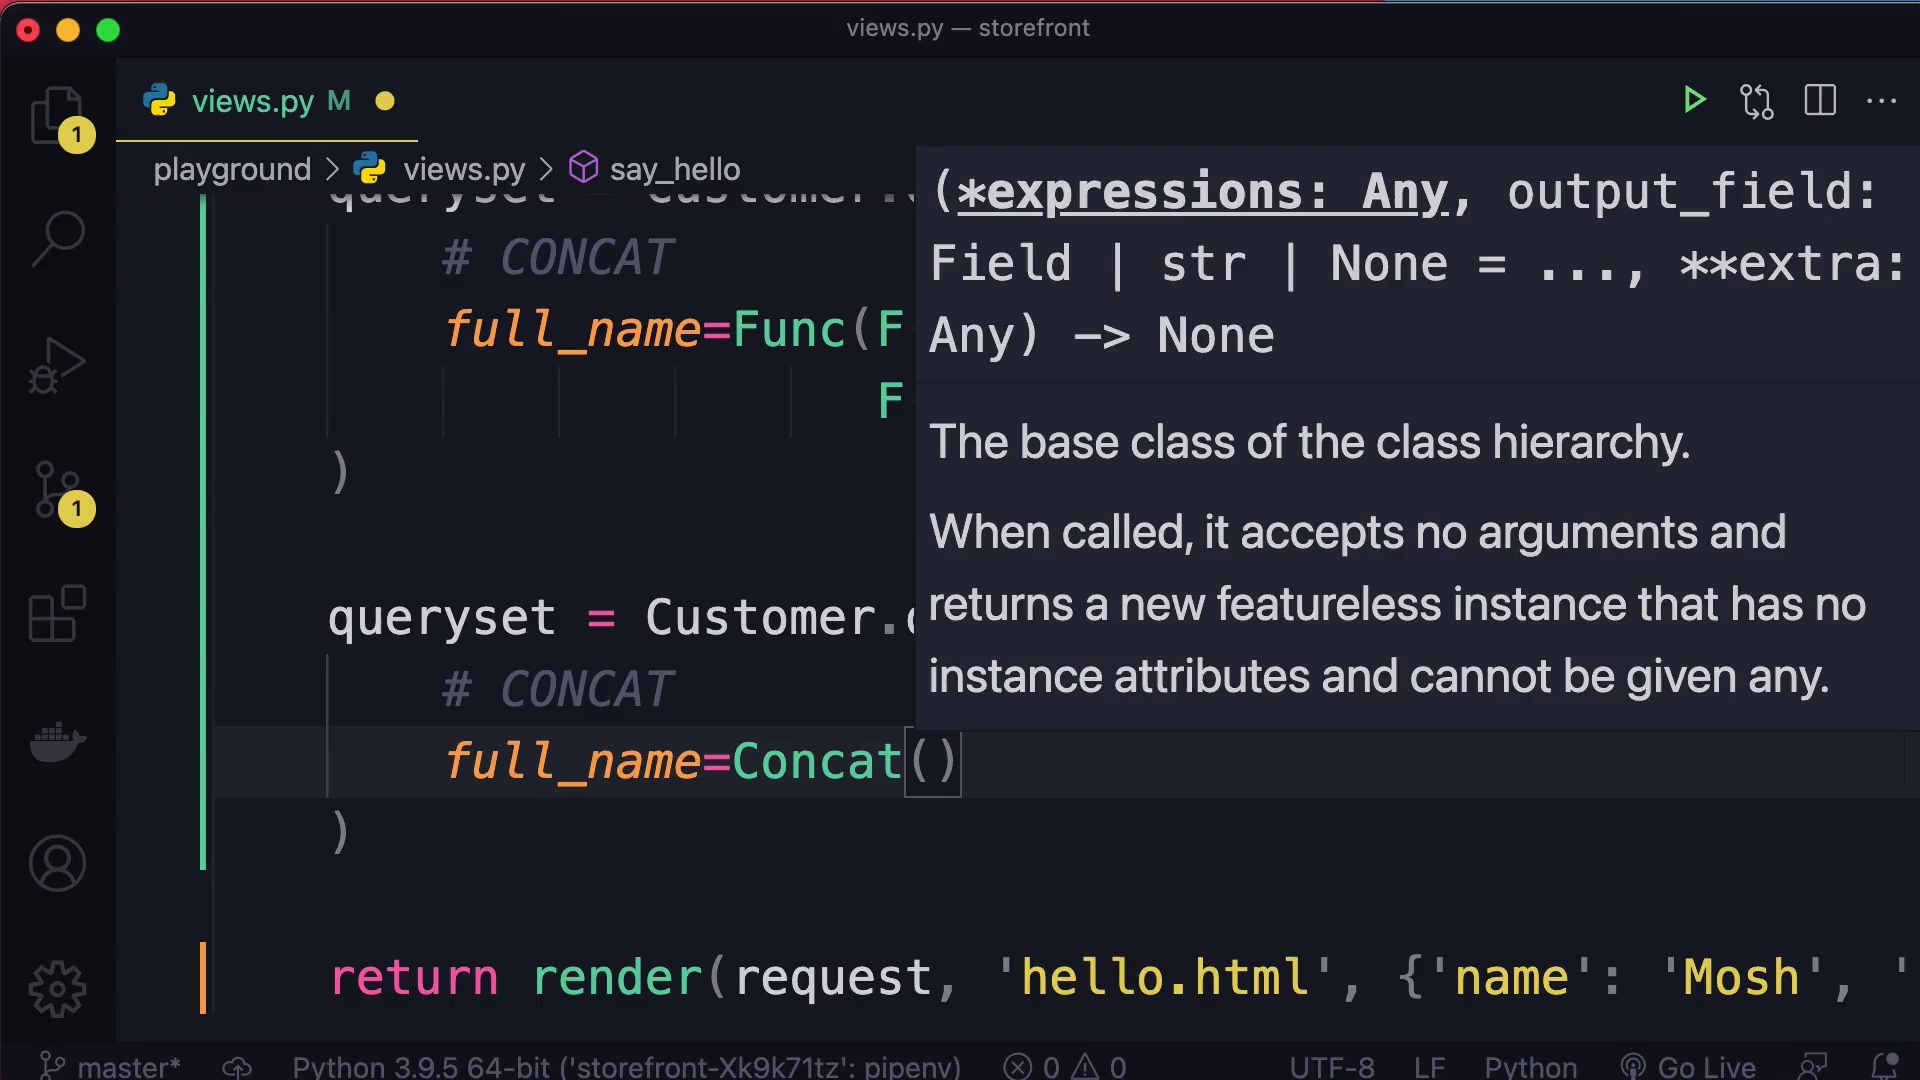 views.py — storefront
views.py M
1
playground > views.py > say_hello
queryset = Customer.
(*expressions: Any, output_field:
Field | str | None = ..., **extra:
Any) -> None
# CONCAT
full_name=Func(F
F
)
The base class of the class hierarchy.
When called, it accepts no arguments and
returns a new featureless instance that has no
instance attributes and cannot be given any.
1
queryset = Customer.
# CONCAT
full_name=Concat()
)
return render(request, 'hello.html', {'name': 'Mosh', '
master* Python 3.9.5 64-bit ('storefront-Xk9k71tz': pipenv) 0 0 UTF-8 LF Python Go Live